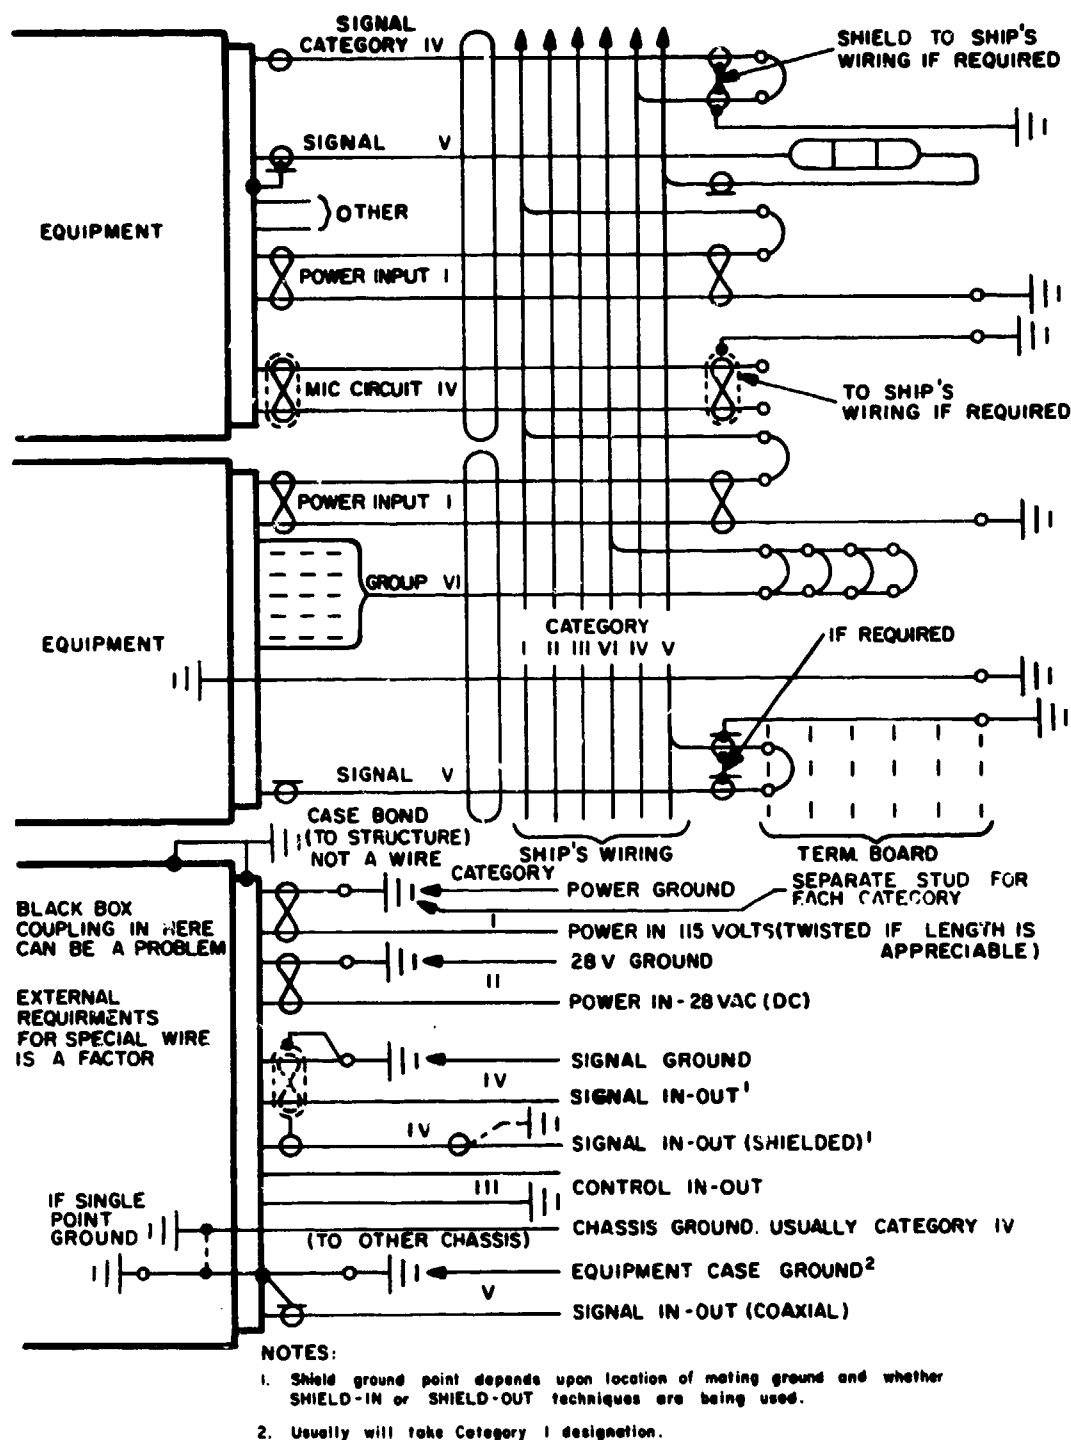 SIGNAL
CATEGORY IV
SHIELD TO SHIP'S
WIRING IF REQUIRED
SIGNAL V
OTHER
EQUIPMENT
POWER INPUT I
MIC CIRCUIT IV
TO SHIP'S
WIRING IF REQUIRED
POWER INPUT I
GROUP VI
CATEGORY
I II III VI IV V
IF REQUIRED
EQUIPMENT
SIGNAL V
CASE BOND
(TO STRUCTURE)
NOT A WIRE
SHIP'S WIRING
TERM. BOARD
CATEGORY
POWER GROUND
SEPARATE STUD FOR
EACH CATEGORY
BLACK BOX
COUPLING IN HERE
CAN BE A PROBLEM
I
POWER IN 115 VOLTS (TWISTED IF LENGTH IS
APPRECIABLE)
28 V GROUND
II
POWER IN - 28 VAC (DC)
EXTERNAL
REQUIRMENTS
FOR SPECIAL WIRE
IS A FACTOR
SIGNAL GROUND
IV
SIGNAL IN-OUT¹
IV
SIGNAL IN-OUT (SHIELDED)¹
III
CONTROL IN-OUT
IF SINGLE
POINT
GROUND
CHASSIS GROUND. USUALLY CATEGORY IV
(TO OTHER CHASSIS)
EQUIPMENT CASE GROUND²
V
SIGNAL IN-OUT (COAXIAL)
NOTES:
1. Shield ground point depends upon location of mating ground and whether
SHIELD-IN or SHIELD-OUT techniques are being used.
2. Usually will take Category I designation.